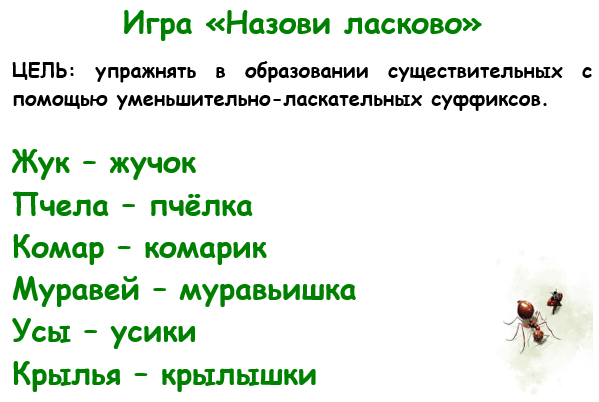 Игра «Назови ласково»
ЦЕЛЬ: упражнять в образовании существительных с
помощью уменьшительно-ласкательных суффиксов.
Жук – жучок
Пчела – пчёлка
Комар – комарик
Муравей – муравьишка
Усы – усики
Крылья – крылышки